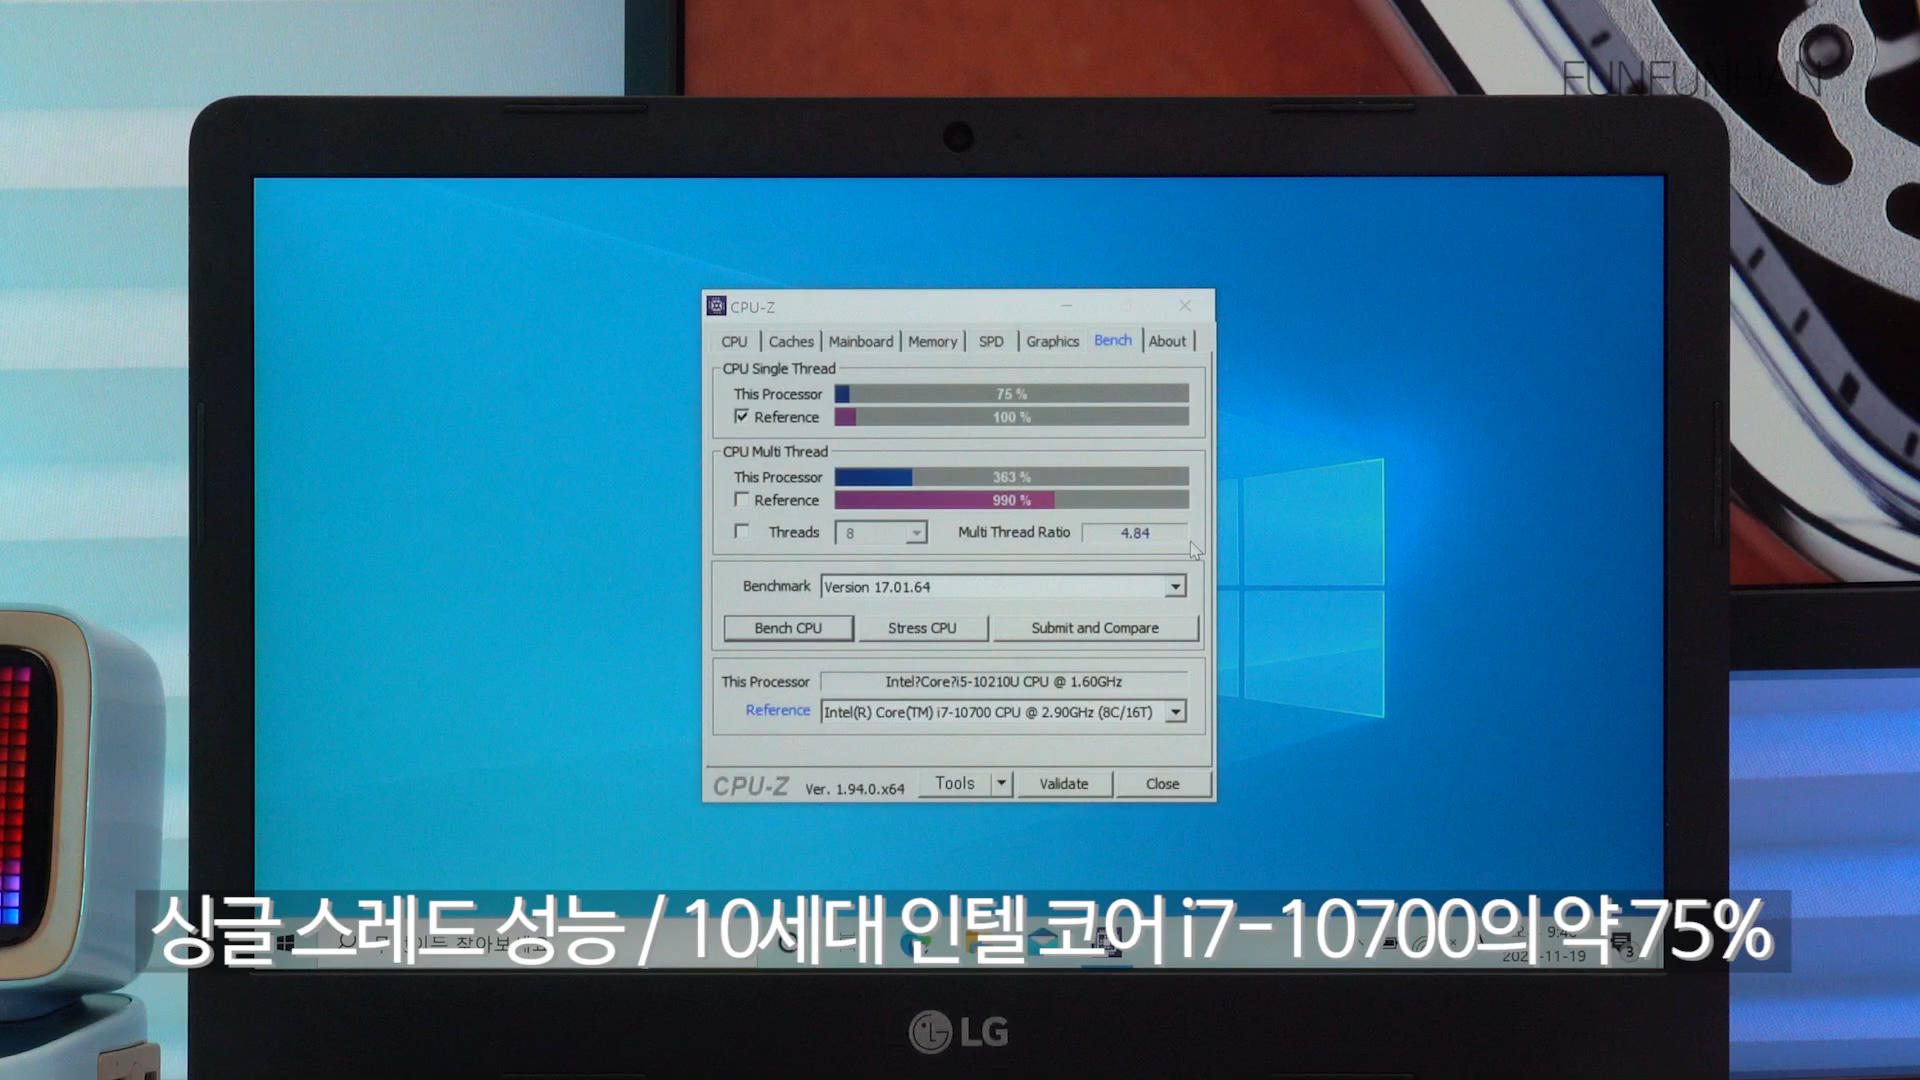 FUNFUNHAN
CPU-Z
CPU Caches Mainboard Memory SPD Graphics Bench About
CPU Single Thread
This Processor 75 %
Reference 100 %
CPU Multi Thread
This Processor 363 %
Reference 990 %
Threads 8 Multi Thread Ratio 4.84
Benchmark Version 17.01.64
Bench CPU Stress CPU Submit and Compare
This Processor Intel?Core?i5-10210U CPU @ 1.60GHz
Reference Intel(R) Core(TM) i7-10700 CPU @ 2.90GHz (8C/16T)
CPU-Z Ver. 1.94.0.x64 Tools Validate Close
싱글 스레드 성능 / 10세대 인텔 코어 i7-10700의 약 75%
-11-19
3
LG